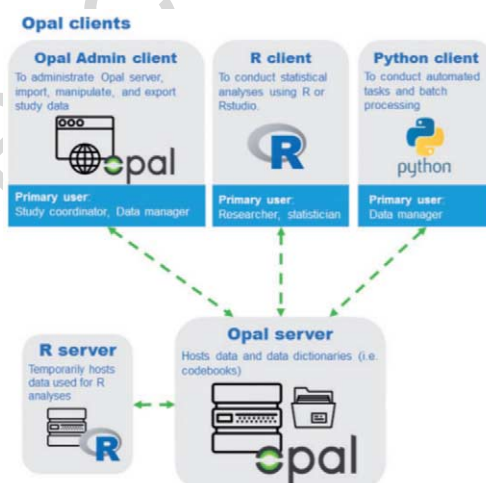 Opal clients
Opal Admin client
To administrate Opal server,
import, manipulate, and export
study data
opal
Primary user:
Study coordinator, Data manager
R client
To conduct statistical
analyses using R or
Rstudio.
R
Primary user:
Researcher, statistician
Python client
To conduct automated
tasks and batch
processing
python
Primary user:
Data manager
R server
Temporarily hosts
data used for R
analyses
R
Opal server
Hosts data and data dictionaries (i.e.
codebooks)
opal